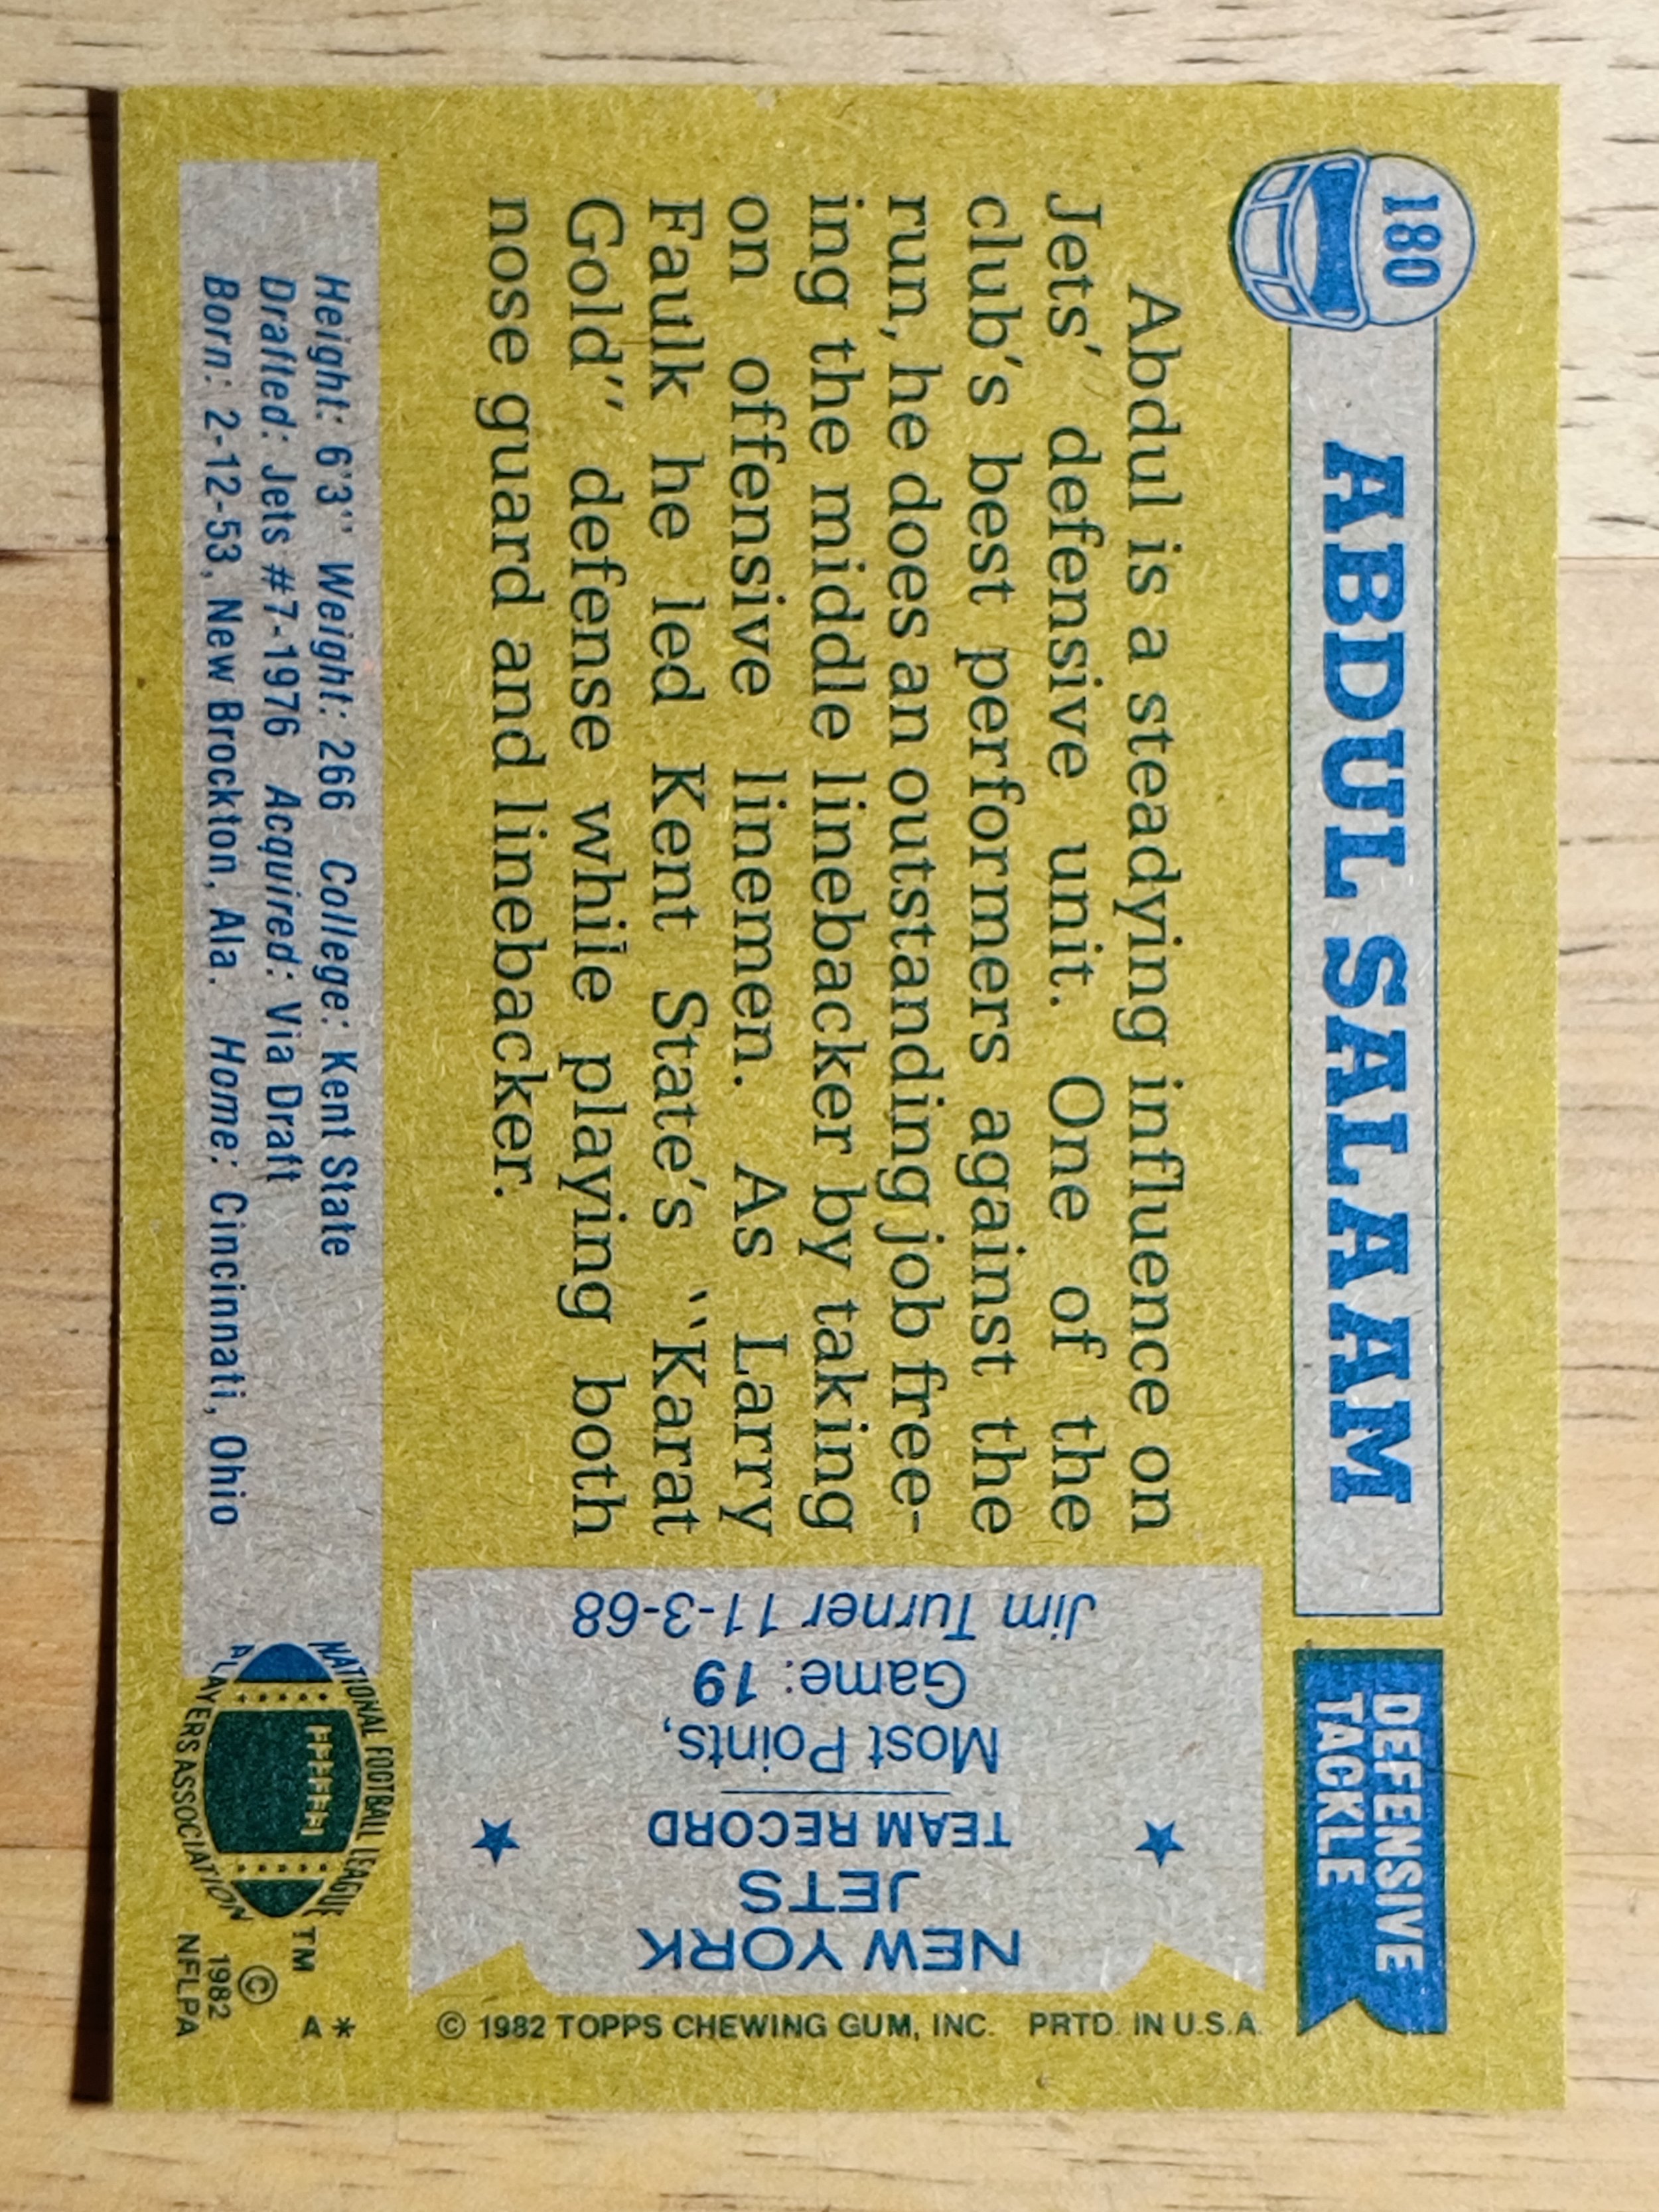 180
ABDUL SALAAM
DEFENSIVE
TACKLE
Abdul is a steadying influence on
Jets' defensive unit. One of the
club's best performers against the
run, he does an outstanding job free-
ing the middle linebacker by taking
on offensive linemen. As Larry
Faulk he led Kent State's "Karat
Gold" defense while playing both
nose guard and linebacker.
NEW YORK
JETS
TEAM RECORD
Most Points,
Game: 19
Jim Turner 11-3-68
Height: 6'3" Weight: 266 College: Kent State
Drafted: Jets #7-1976 Acquired: Via Draft
Born: 2-12-53, New Brockton, Ala. Home: Cincinnati, Ohio
NATIONAL FOOTBALL LEAGUE
PLAYERS ASSOCIATION
TM
©
1982
NFLPA
A*
© 1982 TOPPS CHEWING GUM, INC. PRTD. IN U.S.A.